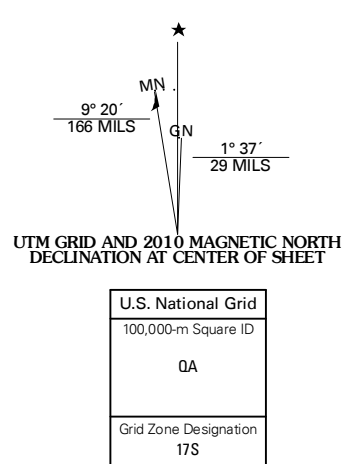 ★
MN
9° 20´
166 MILS
GN
1° 37´
29 MILS
UTM GRID AND 2010 MAGNETIC NORTH
DECLINATION AT CENTER OF SHEET
U.S. National Grid
100,000-m Square ID
QA
Grid Zone Designation
17S